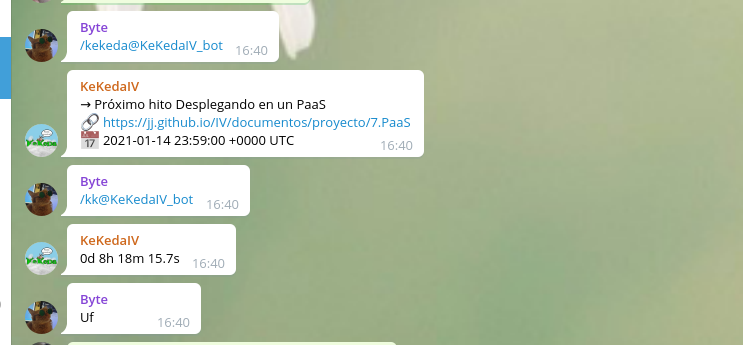 Byte
/kekeda@KeKedaIV_bot 16:40
KeKedaIV
→ Próximo hito Desplegando en un PaaS
https://jj.github.io/IV/documentos/proyecto/7.PaaS
17 2021-01-14 23:59:00 +0000 UTC 16:40
Byte
/kk@KeKedaIV_bot 16:40
KeKedaIV
0d 8h 18m 15.7s 16:40
Byte
Uf 16:40